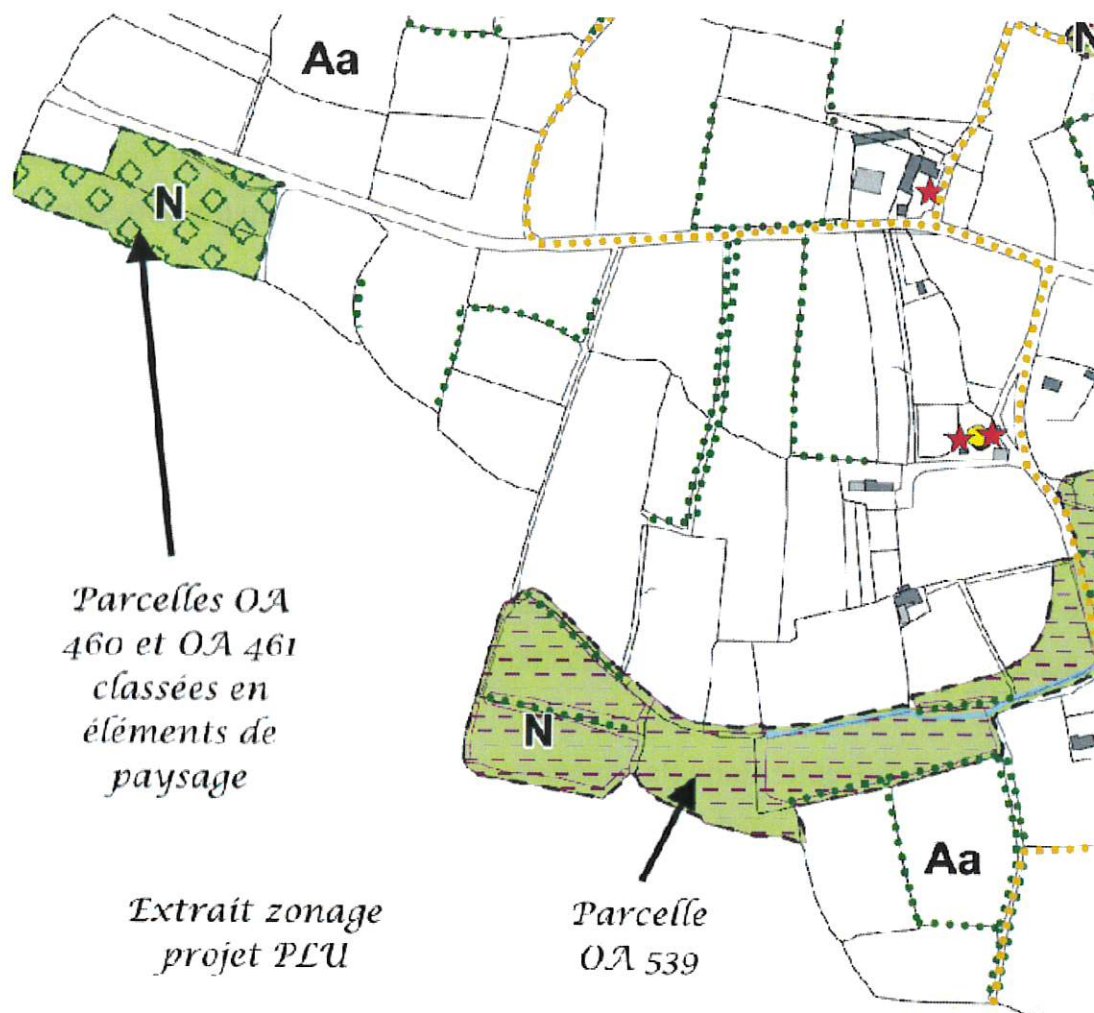 Aa
N
N
Parcelles OA
460 et OA 461
classées en
éléments de
paysage
N
Aa
Extrait zonage
projet PLU
Parcelle
OA 539